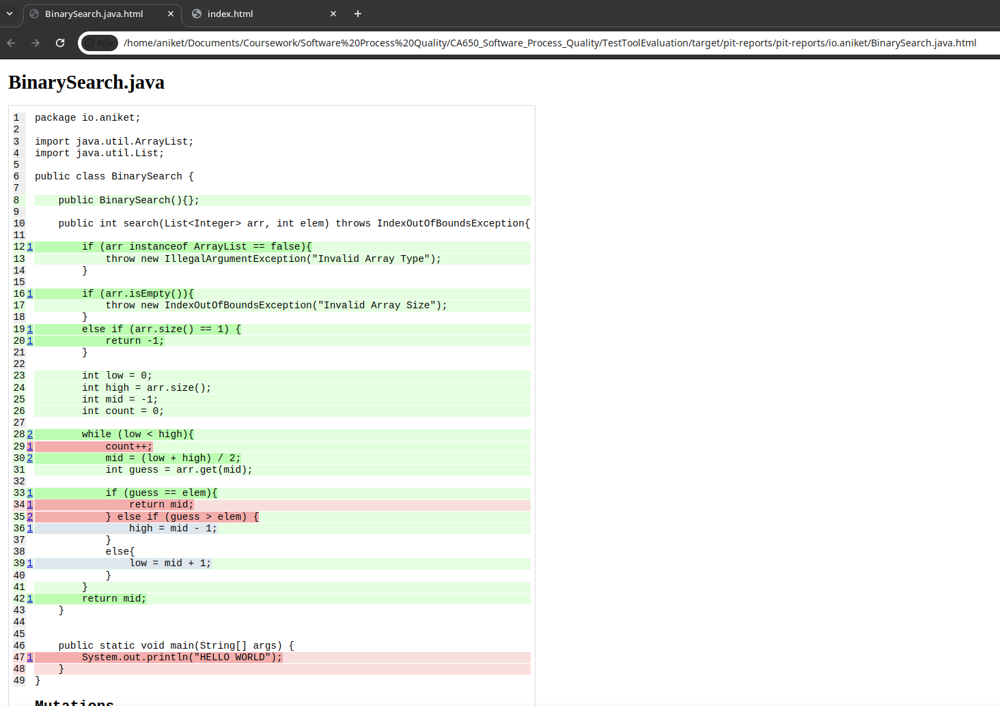 BinarySearch.java.html
index.html
File /home/aniket/Documents/Coursework/Software%20Process%20Quality/CA650_Software_Process_Quality/TestToolEvaluation/target/pit-reports/pit-reports/io.aniket/BinarySearch.java.html
BinarySearch.java
1 package io.aniket;
2
3 import java.util.ArrayList;
4 import java.util.List;
5
6 public class BinarySearch {
7
8     public BinarySearch(){};
9
10     public int search(List<Integer> arr, int elem) throws IndexOutOfBoundsException{
11
12 1         if (arr instanceof ArrayList == false){
13             throw new IllegalArgumentException("Invalid Array Type");
14         }
15
16 1         if (arr.isEmpty()){
17             throw new IndexOutOfBoundsException("Invalid Array Size");
18         }
19 1         else if (arr.size() == 1) {
20 1             return -1;
21         }
22
23         int low = 0;
24         int high = arr.size();
25         int mid = -1;
26         int count = 0;
27
28 2         while (low < high){
29 1             count++;
30 2             mid = (low + high) / 2;
31             int guess = arr.get(mid);
32
33 1             if (guess == elem){
34 1                 return mid;
35 2             } else if (guess > elem) {
36 1                 high = mid - 1;
37             }
38             else{
39 1                 low = mid + 1;
40             }
41         }
42 1         return mid;
43     }
44
45
46     public static void main(String[] args) {
47 1         System.out.println("HELLO WORLD");
48     }
49 }
Mutations